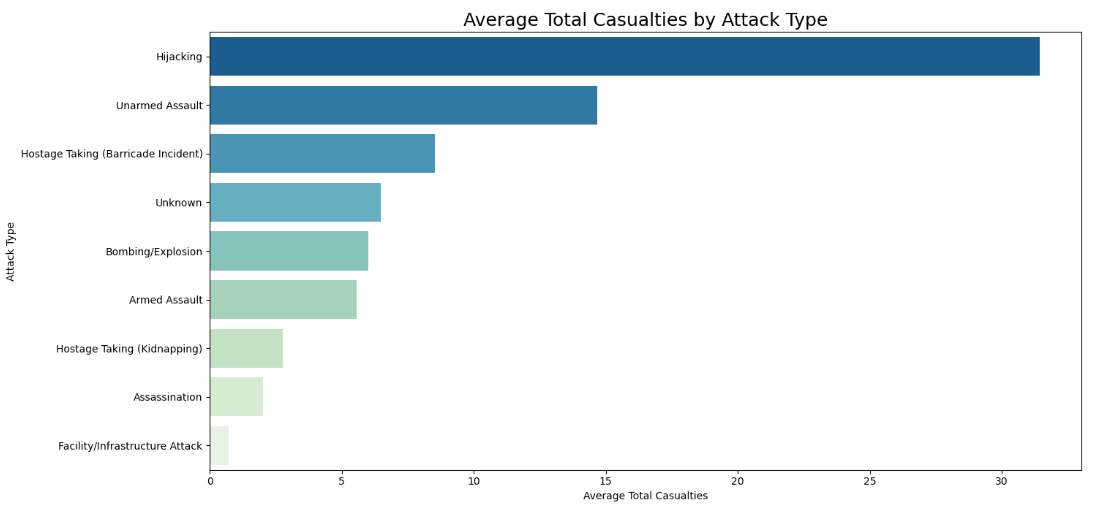 Average Total Casualties by Attack Type
Attack Type
Hijacking
Unarmed Assault
Hostage Taking (Barricade Incident)
Unknown
Bombing/Explosion
Armed Assault
Hostage Taking (Kidnapping)
Assassination
Facility/Infrastructure Attack
0 5 10 15 20 25 30
Average Total Casualties